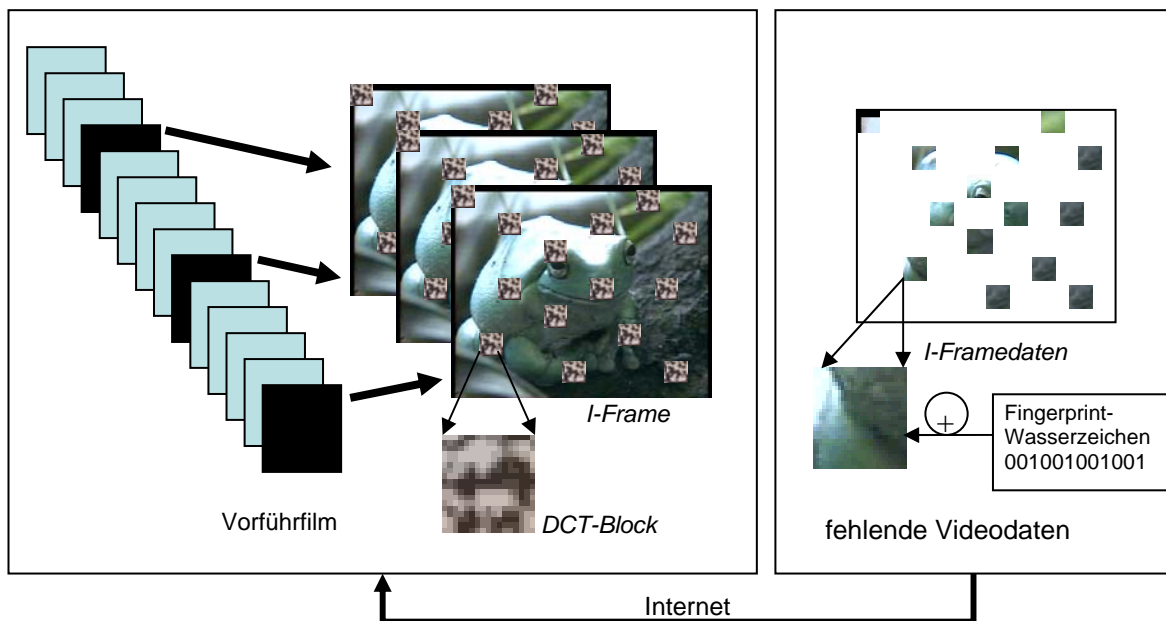 I-Frame
Vorführfilm
DCT-Block
I-Framedaten
+
Fingerprint-
Wasserzeichen
001001001001
fehlende Videodaten
Internet